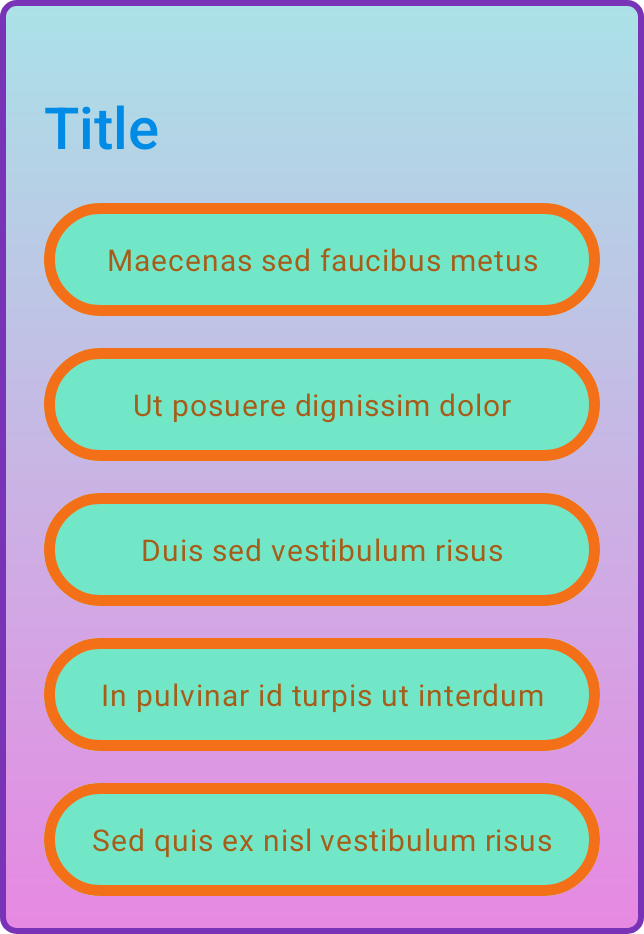 Title
Maecenas sed faucibus metus
Ut posuere dignissim dolor
Duis sed vestibulum risus
In pulvinar id turpis ut interdum
Sed quis ex nisl vestibulum risus